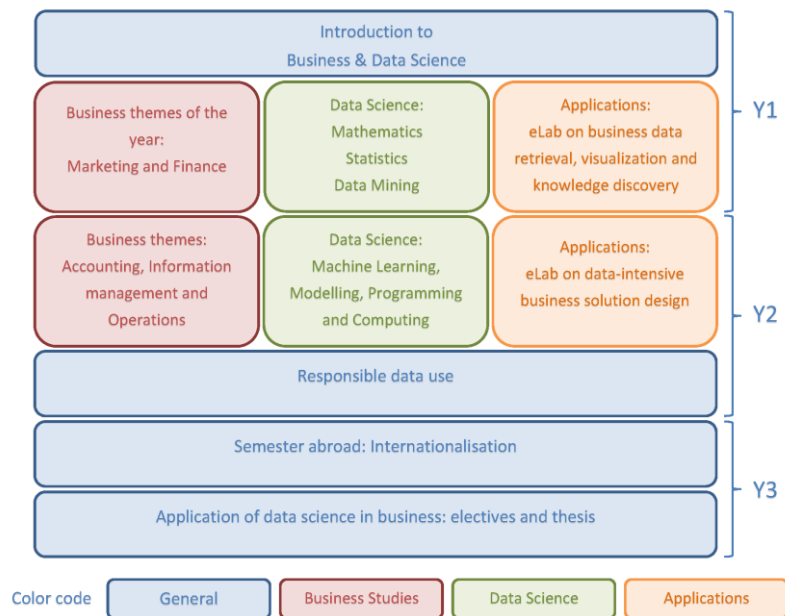 Introduction to
Business & Data Science
Y1
Business themes of the
year:
Marketing and Finance
Data Science:
Mathematics
Statistics
Data Mining
Applications:
eLab on business data
retrieval, visualization and
knowledge discovery
Business themes:
Accounting, Information
management and
Operations
Data Science:
Machine Learning,
Modelling, Programming
and Computing
Applications:
eLab on data-intensive
business solution design
Y2
Responsible data use
Semester abroad: Internationalisation
Y3
Application of data science in business: electives and thesis
Color code
General
Business Studies
Data Science
Applications